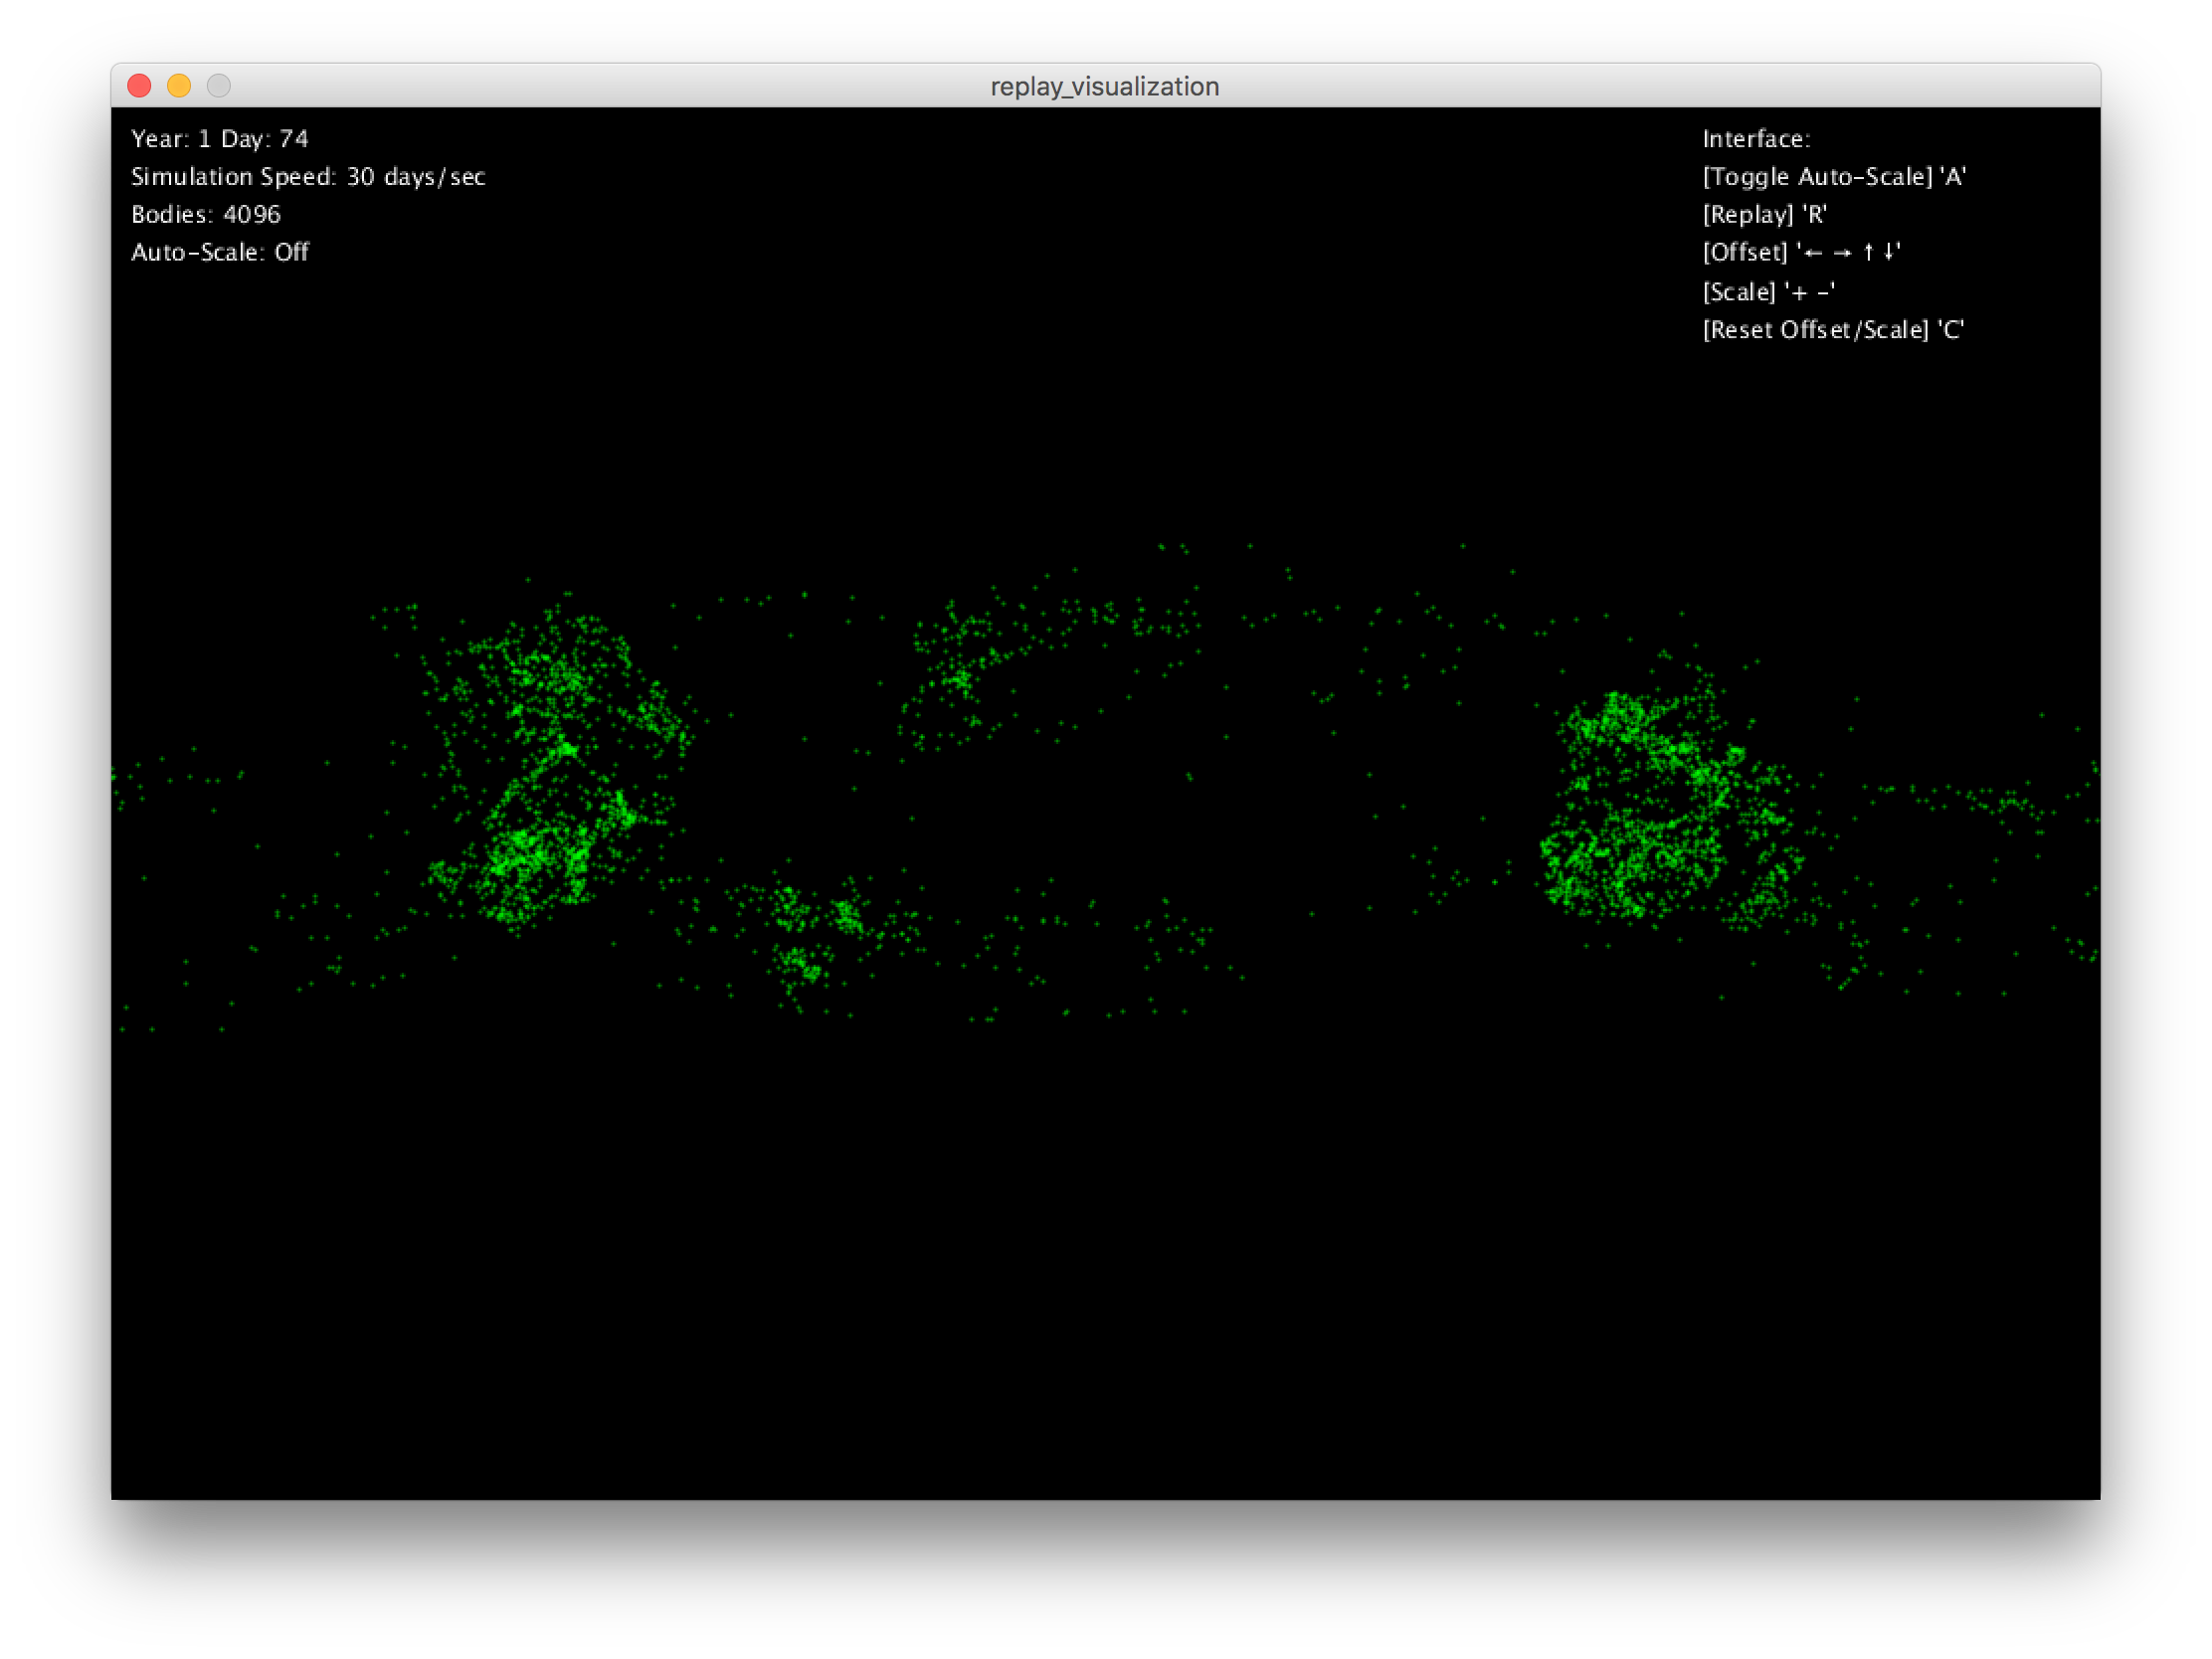 replay_visualization
Year: 1 Day: 74
Simulation Speed: 30 days/sec
Bodies: 4096
Auto-Scale: Off
Interface:
[Toggle Auto-Scale] 'A'
[Replay] 'R'
[Offset] '← → ↑ ↓'
[Scale] '+ -'
[Reset Offset/Scale] 'C'